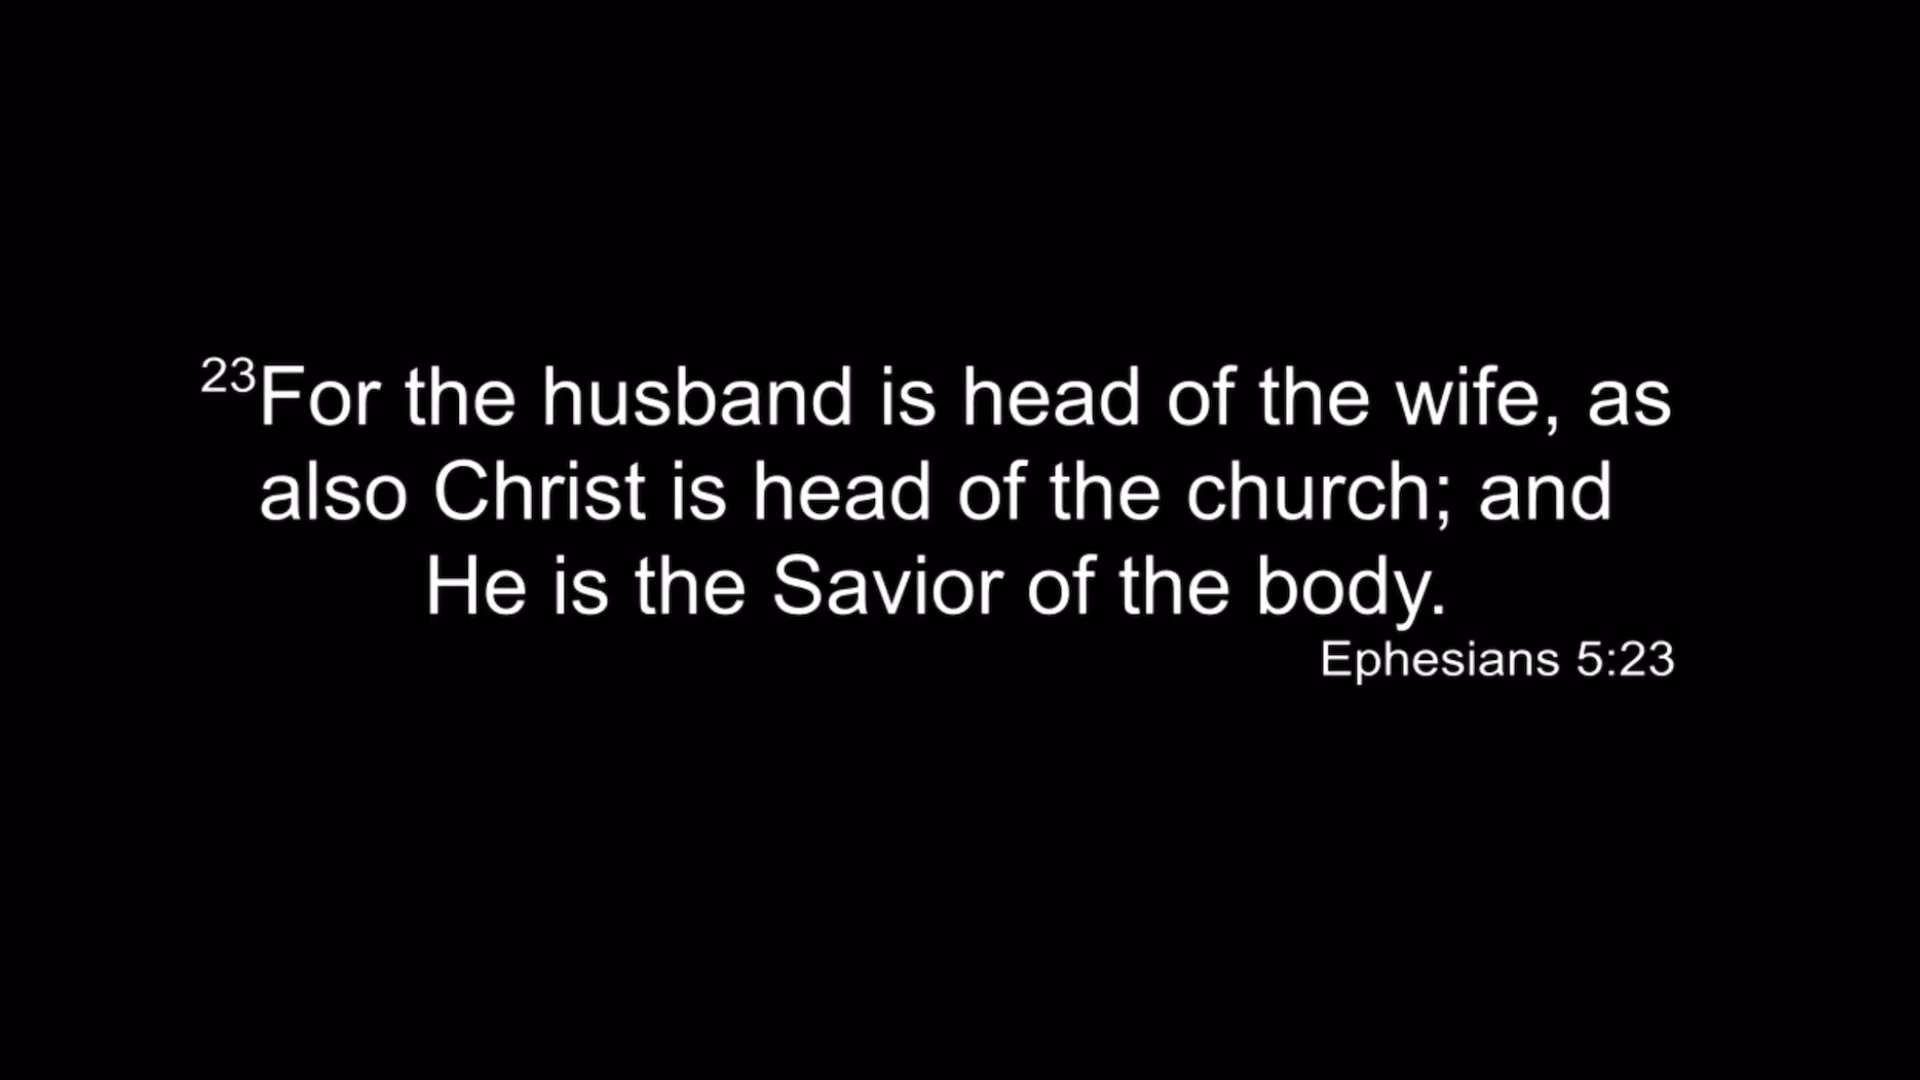 23For the husband is head of the wife, as
also Christ is head of the church; and
He is the Savior of the body.
Ephesians 5:23